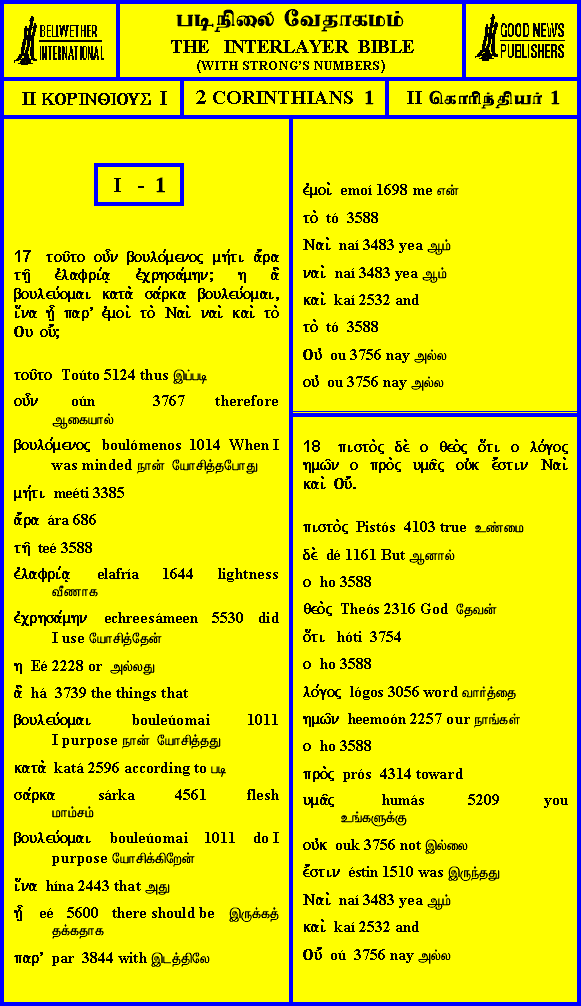 BELIWETHER
INTERNATIONAL
படிநிலை வேதாகமம்
THE INTERLAYER BIBLE
(WITH STRONG'S NUMBERS)
GOOD NEWS
PUBLISHERS
II ΚΟΡΙΝΘΙΟΥΣ I
2 CORINTHIANS 1
II கொரிந்தியர் 1
I - 1
17 τοῦτο οὖν βουλόμενος μήτι ἄρα
τῇ ἐλαφρίᾳ ἐχρησάμην; η ἃ
βουλεύομαι κατὰ σάρκα βουλεύομαι,
ἵνα ᾖ παρ’ ἐμοὶ τὸ Ναὶ ναὶ καὶ τὸ
Ου οὔ;
τοῦτο Toúto 5124 thus இப்படி
οὖν oún 3767 therefore
ஆகையால்
βουλόμενος boulómenos 1014 When I
was minded நான் யோசித்தபோது
μήτι meéti 3385
ἄρα ára 686
τῇ teé 3588
ἐλαφρίᾳ elafría 1644 lightness
வீணாக
ἐχρησάμην echreesámeen 5530 did
I use யோசித்தேன்
η Eé 2228 or அல்லது
ἃ há 3739 the things that
βουλεύομαι bouleúomai 1011
I purpose நான் யோசித்தது
κατὰ katá 2596 according to படி
σάρκα sárka 4561 flesh
மாம்சம்
βουλεύομαι bouleúomai 1011 do I
purpose யோசிக்கிறேன்
ἵνα hína 2443 that அது
ᾖ eé 5600 there should be இருக்கத்
தக்கதாக
παρ’ par 3844 with இடத்திலே
ἐμοὶ emoí 1698 me என்
τὸ tó 3588
Ναὶ naí 3483 yea ஆம்
ναὶ naí 3483 yea ஆம்
καὶ kaí 2532 and
τὸ tó 3588
Οὐ ou 3756 nay அல்ல
οὐ ou 3756 nay அல்ல
18 πιστὸς δὲ ο θεὸς ὅτι ο λόγος
ημῶν ο πρὸς υμᾶς οὐκ ἔστιν Ναὶ
καὶ Οὔ.
πιστὸς Pistós 4103 true உண்மை
δὲ dé 1161 But ஆனால்
ο ho 3588
θεὸς Theós 2316 God தேவன்
ὅτι hóti 3754
ο ho 3588
λόγος lógos 3056 word வார்த்தை
ημῶν heemoón 2257 our நாங்கள்
ο ho 3588
πρὸς prós 4314 toward
υμᾶς humás 5209 you
உங்களுக்கு
οὐκ ouk 3756 not இல்லை
ἔστιν éstin 1510 was இருந்தது
Ναὶ naí 3483 yea ஆம்
καὶ kaí 2532 and
Οὔ oú 3756 nay அல்ல